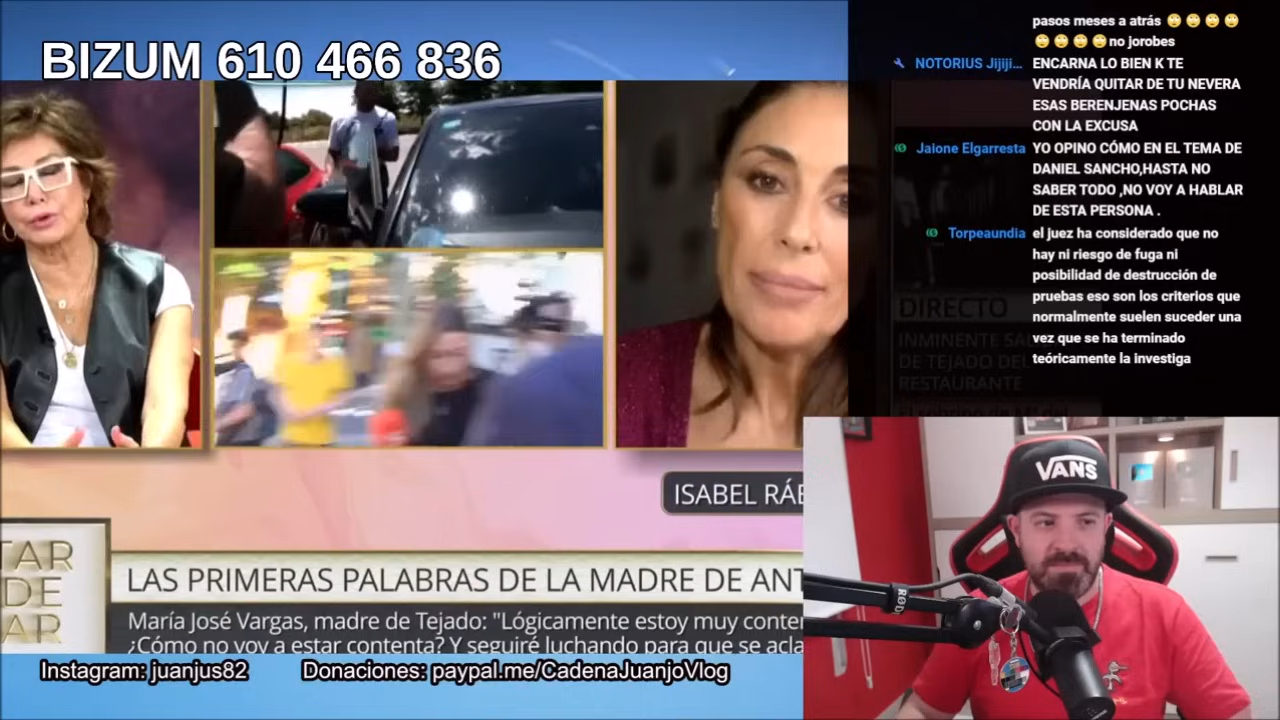 BIZUM 610 466 836
pasos meses a atrás 🙄🙄🙄🙄
🙄🙄🙄🙄no jorobes
NOTORIUS Jijiji... ENCARNA LO BIEN K TE
VENDRÍA QUITAR DE TU NEVERA
ESAS BERENJENAS POCHAS
CON LA EXCUSA
Jaione Elgarresta YO OPINO CÓMO EN EL TEMA DE
DANIEL SANCHO,HASTA NO
SABER TODO ,NO VOY A HABLAR
DE ESTA PERSONA .
Torpeaundia el juez ha considerado que no
hay ni riesgo de fuga ni
posibilidad de destrucción de
pruebas eso son los criterios que
normalmente suelen suceder una
vez que se ha terminado
teóricamente la investiga
DIRECTO
INMINENTE SA
DE TEJADO DEL
RESTAURANTE
VANS
RØD
ISABEL RÁB
TAR
DE
AR
LAS PRIMERAS PALABRAS DE LA MADRE DE ANT
María José Vargas, madre de Tejado: "Lógicamente estoy muy conten
¿Cómo no voy a estar contenta? Y seguiré luchando para que se acla
Instagram: juanjus82 Donaciones: paypal.me/CadenaJuanjoVlog